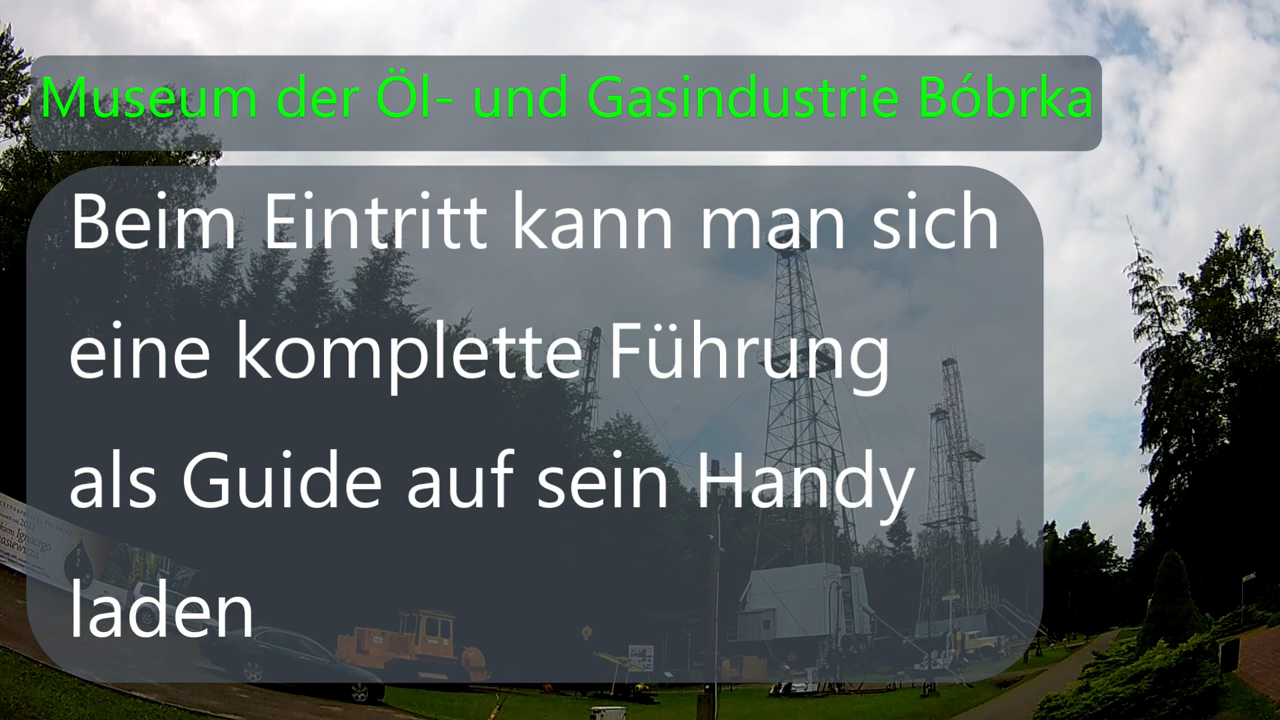 Museum der Öl- und Gasindustrie Bóbrka
Beim Eintritt kann man sich
eine komplette Führung
als Guide auf sein Handy
laden